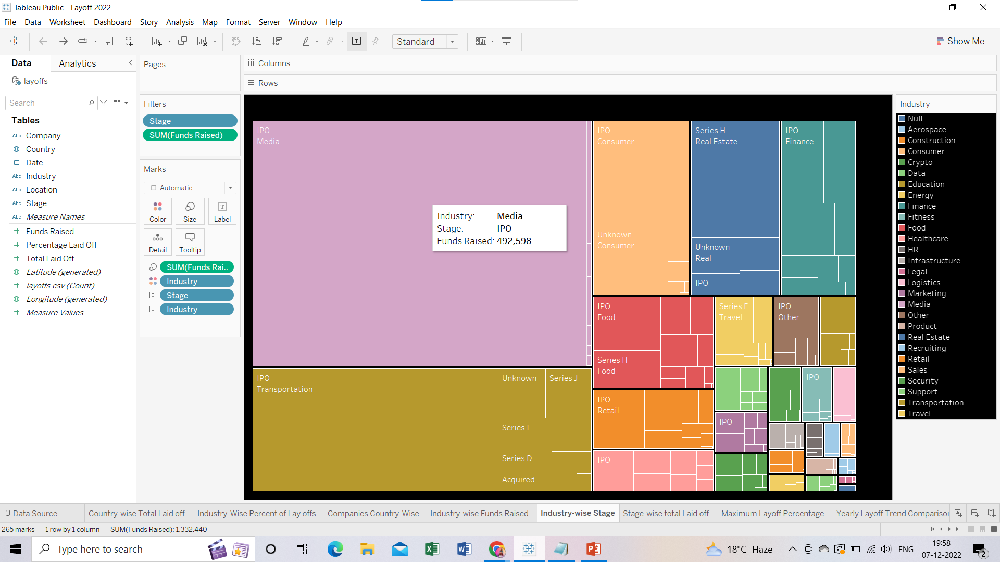 Tableau Public - Layoff 2022
File Data Worksheet Dashboard Story Analysis Map Format Server Window Help
Standard
Show Me
Data Analytics
layoffs
Search
Tables
Abc Company
Country
Date
Abc Industry
Abc Location
Abc Stage
Abc Measure Names
Funds Raised
Percentage Laid Off
Total Laid Off
Latitude (generated)
layoffs.csv (Count)
Longitude (generated)
Measure Values
Pages
Filters
Stage
SUM(Funds Raised)
Marks
Automatic
Color Size Label
Detail Tooltip
SUM(Funds Rai..
Industry
Stage
Industry
Columns
Rows
IPO
Media
Industry: Media
Stage: IPO
Funds Raised: 492,598
IPO
Transportation
Unknown
Series J
Series I
Series D
Acquired
IPO
Consumer
Unknown
Consumer
Series H
Real Estate
Unknown
Real
IPO
IPO
Finance
IPO
Food
Series H
Food
Series F
Travel
IPO
Other
IPO
Retail
IPO
IPO
IPO
Industry
Null
Aerospace
Construction
Consumer
Crypto
Data
Education
Energy
Finance
Fitness
Food
Healthcare
HR
Infrastructure
Legal
Logistics
Marketing
Media
Other
Product
Real Estate
Recruiting
Retail
Sales
Security
Support
Transportation
Travel
Data Source Country-wise Total Laid off Industry-Wise Percent of Lay offs Companies Country-Wise Industry-wise Funds Raised Industry-wise Stage Stage-wise total Laid off Maximum Layoff Percentage Yearly Layoff Trend Comparison
265 marks 1 row by 1 column SUM(Funds Raised): 1,332,440
Type here to search
18°C Haze
ENG
19:58
07-12-2022
2